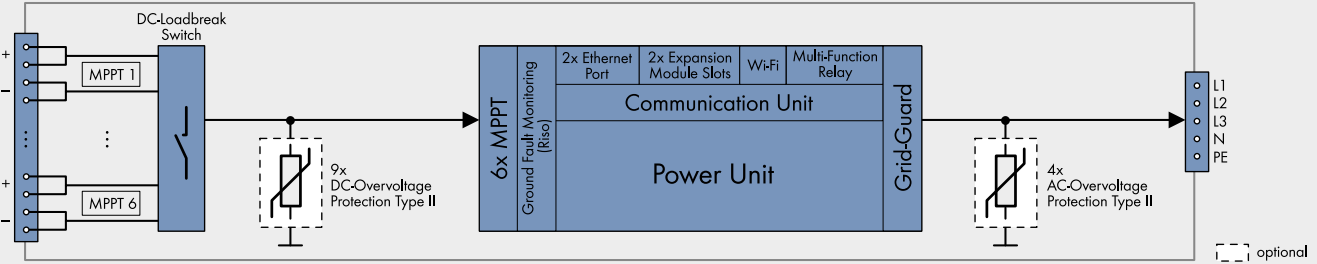 DC-Loadbreak
Switch
+
MPPT 1
–
⋮
⋮
+
MPPT 6
–
9x
DC-Overvoltage
Protection Type II
6x MPPT
Ground Fault Monitoring
(Riso)
2x Ethernet
Port
2x Expansion
Module Slots
Wi-Fi
Multi-Function
Relay
Communication Unit
Power Unit
Grid-Guard
4x
AC-Overvoltage
Protection Type II
L1
L2
L3
N
PE
optional